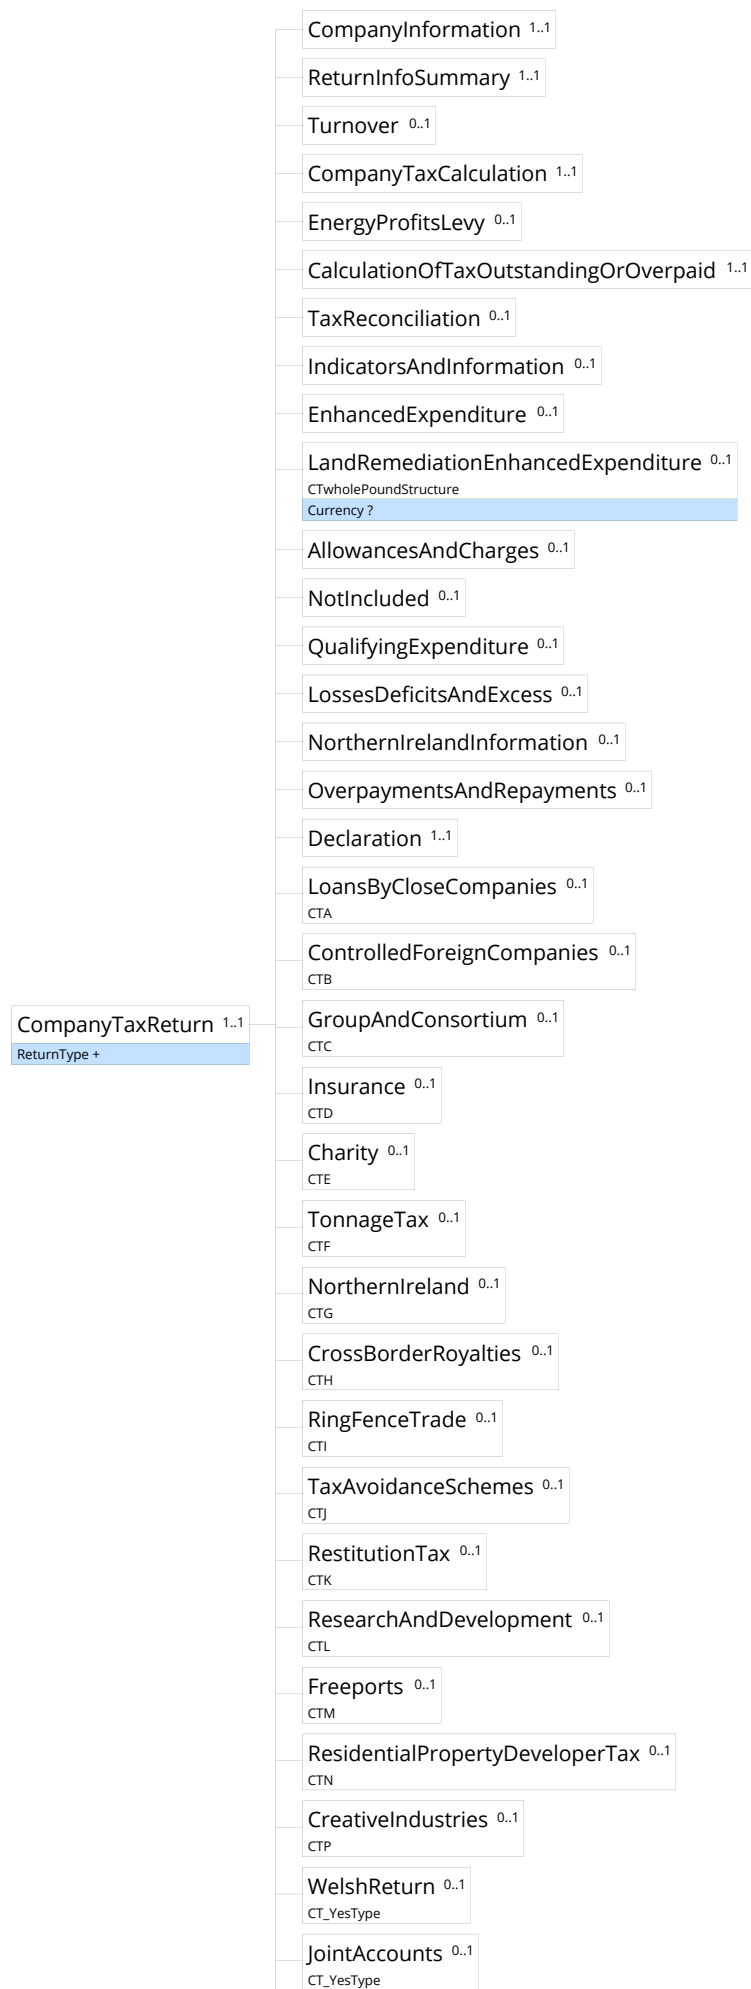 CompanyInformation 1..1
ReturnInfoSummary 1..1
Turnover 0..1
CompanyTaxCalculation 1..1
EnergyProfitsLevy 0..1
CalculationOfTaxOutstandingOrOverpaid 1..1
TaxReconciliation 0..1
IndicatorsAndInformation 0..1
EnhancedExpenditure 0..1
LandRemediationEnhancedExpenditure 0..1
CTwholePoundStructure
Currency ?
AllowancesAndCharges 0..1
NotIncluded 0..1
QualifyingExpenditure 0..1
LossesDeficitsAndExcess 0..1
NorthernIrelandInformation 0..1
OverpaymentsAndRepayments 0..1
Declaration 1..1
LoansByCloseCompanies 0..1
CTA
ControlledForeignCompanies 0..1
CTB
CompanyTaxReturn 1..1
ReturnType +
GroupAndConsortium 0..1
CTC
Insurance 0..1
CTD
Charity 0..1
CTE
TonnageTax 0..1
CTF
NorthernIreland 0..1
CTG
CrossBorderRoyalties 0..1
CTH
RingFenceTrade 0..1
CTI
TaxAvoidanceSchemes 0..1
CTJ
RestitutionTax 0..1
CTK
ResearchAndDevelopment 0..1
CTL
Freeports 0..1
CTM
ResidentialPropertyDeveloperTax 0..1
CTN
CreativeIndustries 0..1
CTP
WelshReturn 0..1
CT_YesType
JointAccounts 0..1
CT_YesType